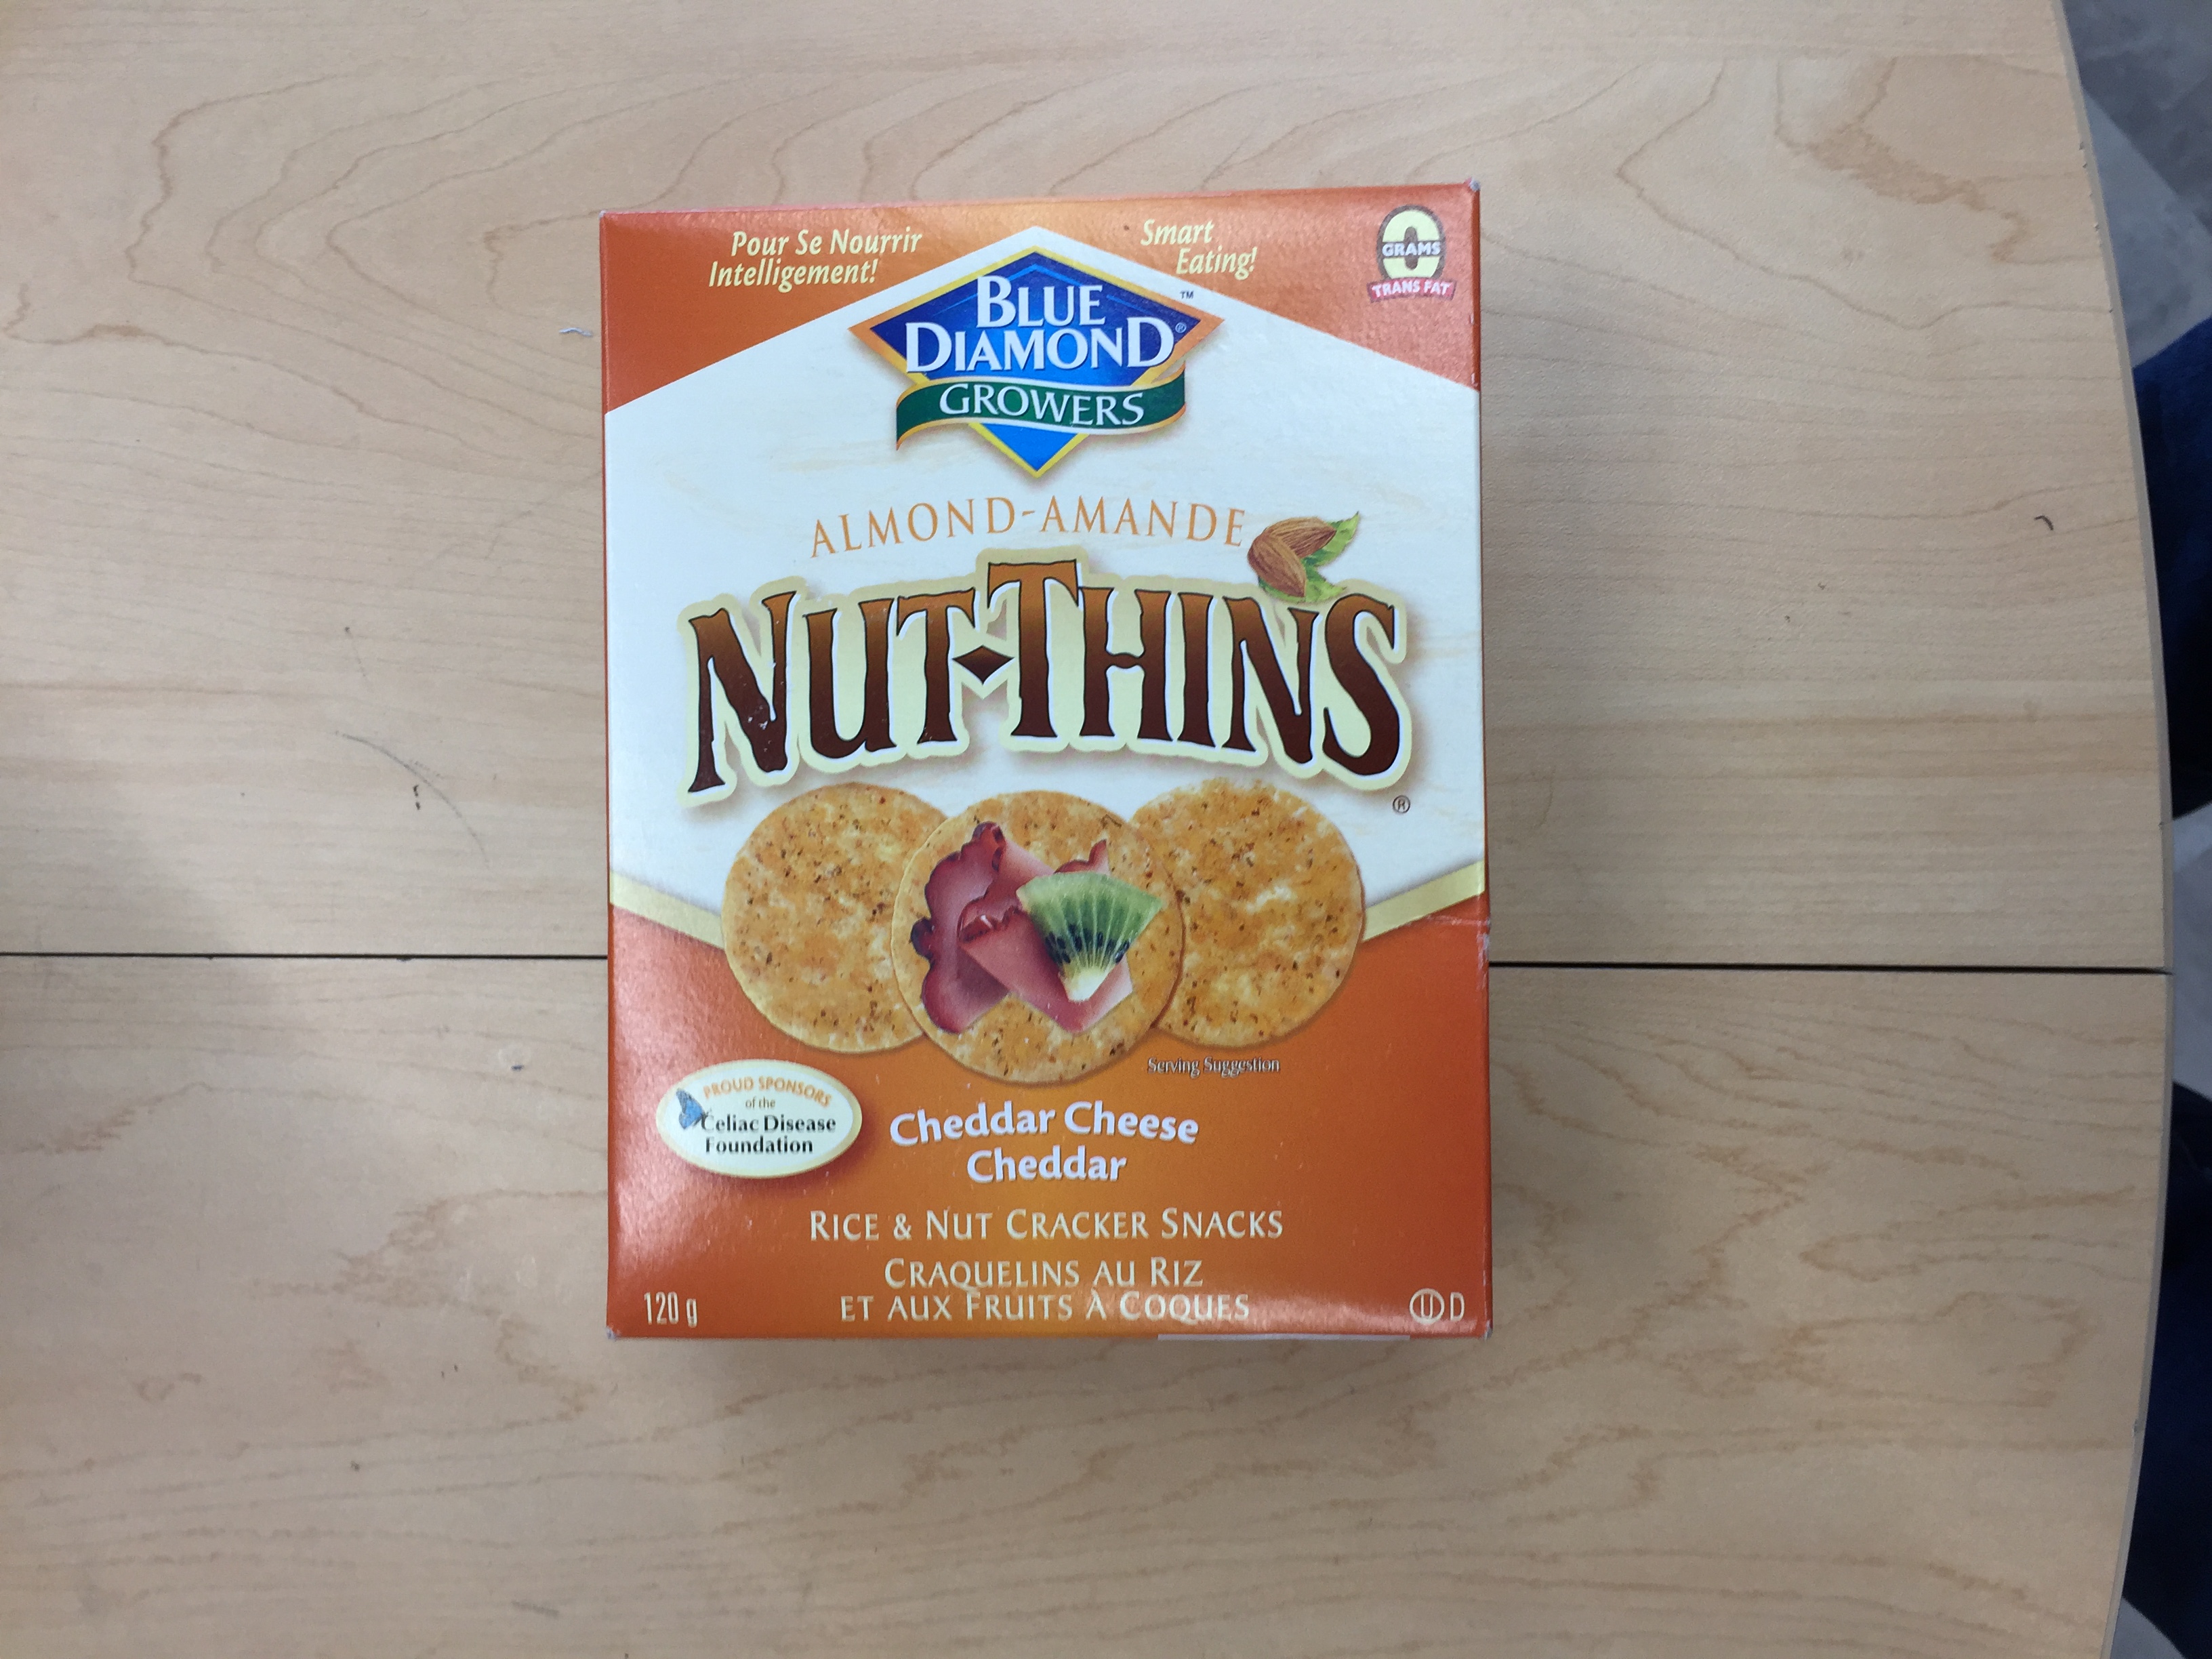 Pour Se Nourrir
Intelligement!
Smart
Eating!
0
GRAMS
TRANS FAT
BLUE
DIAMOND®
GROWERS
™
ALMOND-AMANDE
NUT-THINS
®
Serving Suggestion
PROUD SPONSORS
of the
Celiac Disease
Foundation
Cheddar Cheese
Cheddar
RICE & NUT CRACKER SNACKS
CRAQUELINS AU RIZ
ET AUX FRUITS À COQUES
120 g
Ⓤ D